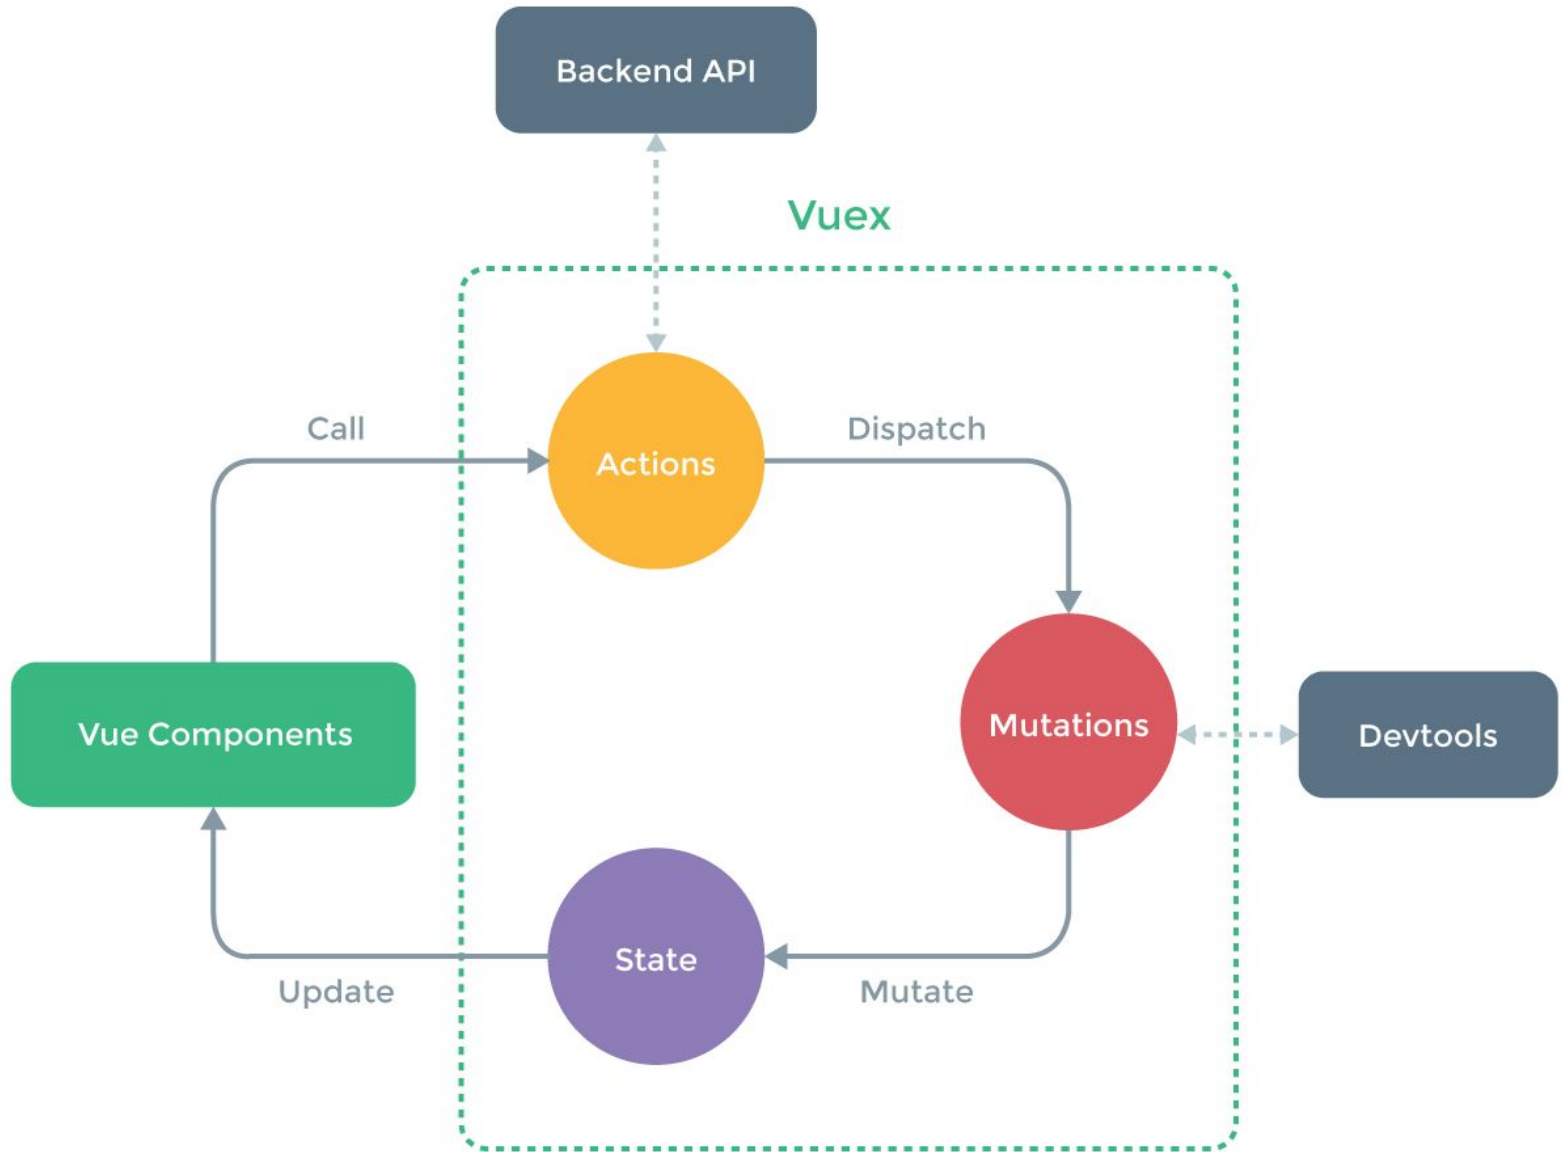 Backend API
Vuex
Call
Dispatch
Actions
Vue Components
Mutations
Devtools
State
Update
Mutate